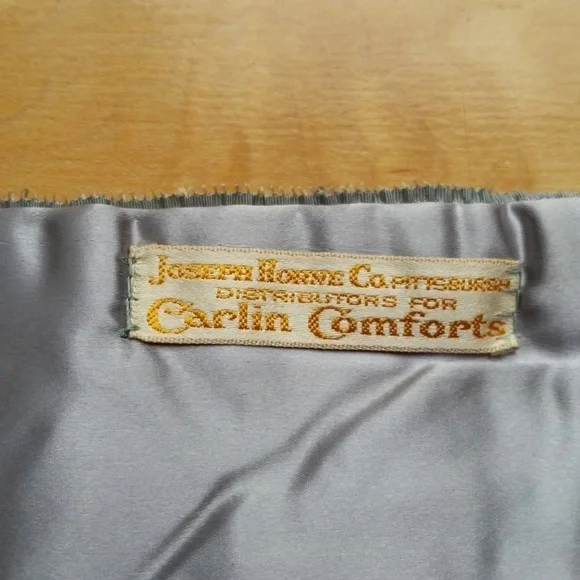 Joseph Horne Co. Pittsburgh
Distributors for
Carlin Comforts